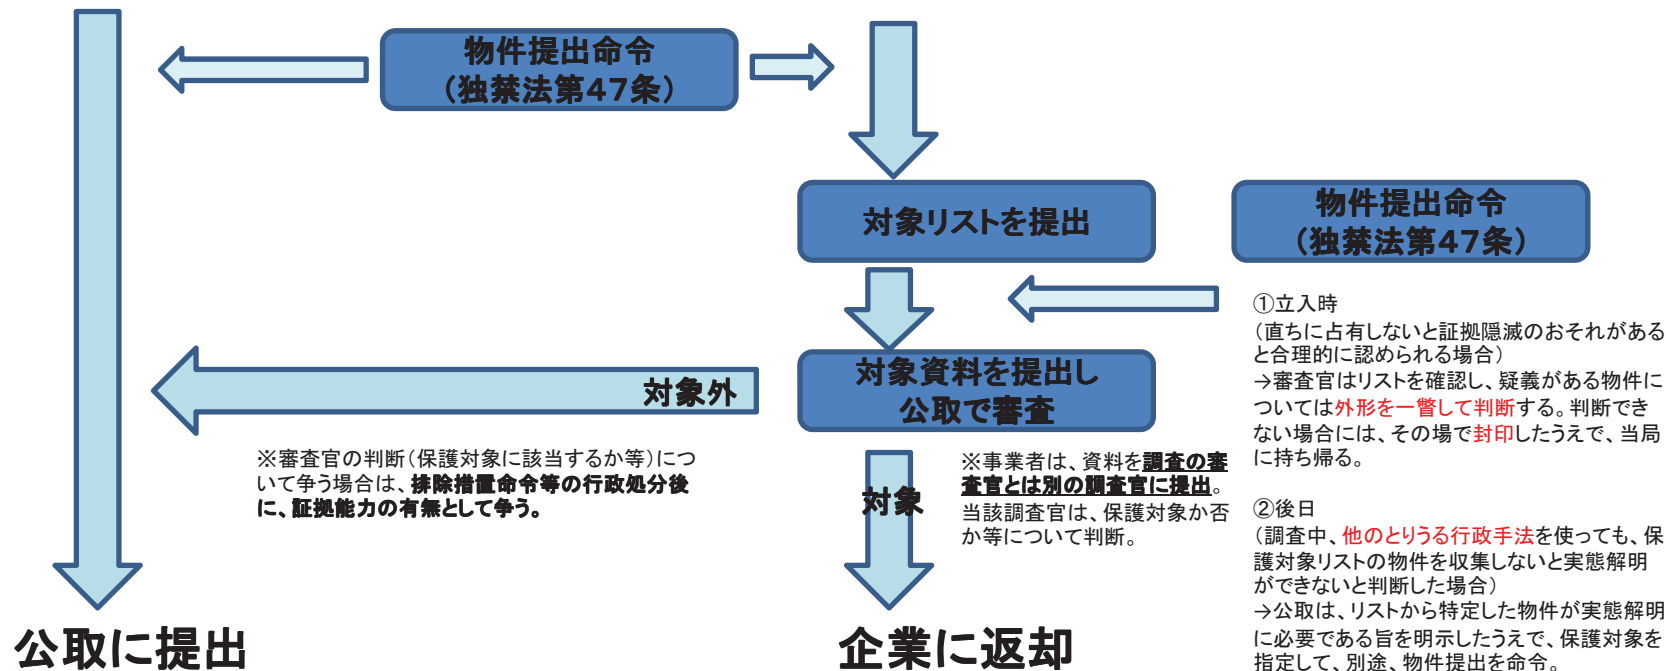 物件提出命令
（独禁法第47条）
対象リストを提出
物件提出命令
（独禁法第47条）
①立入時
（直ちに占有しないと証拠隠滅のおそれがある
と合理的に認められる場合）
→審査官はリストを確認し、疑義がある物件に
ついては外形を一瞥して判断する。判断でき
ない場合には、その場で封印したうえで、当局
に持ち帰る。
対象資料を提出し
公取で審査
対象外
※審査官の判断（保護対象に該当するか等）につ
いて争う場合は、排除措置命令等の行政処分後
に、証拠能力の有無として争う。
対象
※事業者は、資料を調査の審
査官とは別の調査官に提出。
当該調査官は、保護対象か否
か等について判断。
②後日
（調査中、他のとりうる行政手法を使っても、保
護対象リストの物件を収集しないと実態解明
ができないと判断した場合）
→公取は、リストから特定した物件が実態解明
に必要である旨を明示したうえで、保護対象を
指定して、別途、物件提出を命令。
公取に提出
企業に返却